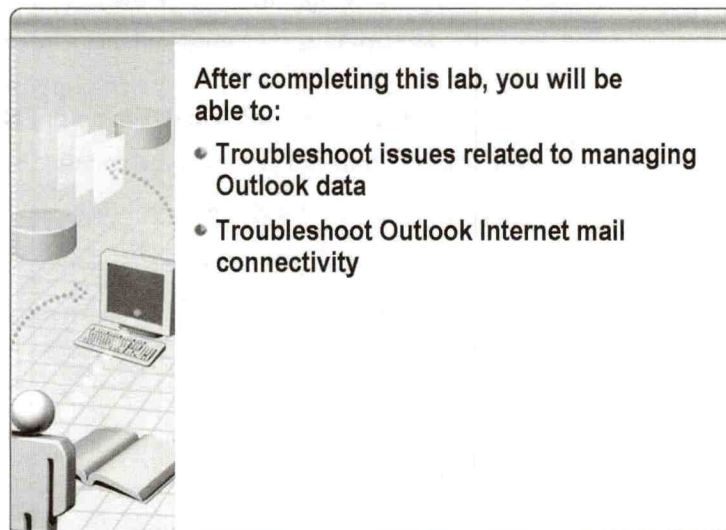 After completing this lab, you will be
able to:
Troubleshoot issues related to managing
Outlook data
Troubleshoot Outlook Internet mail
connectivity